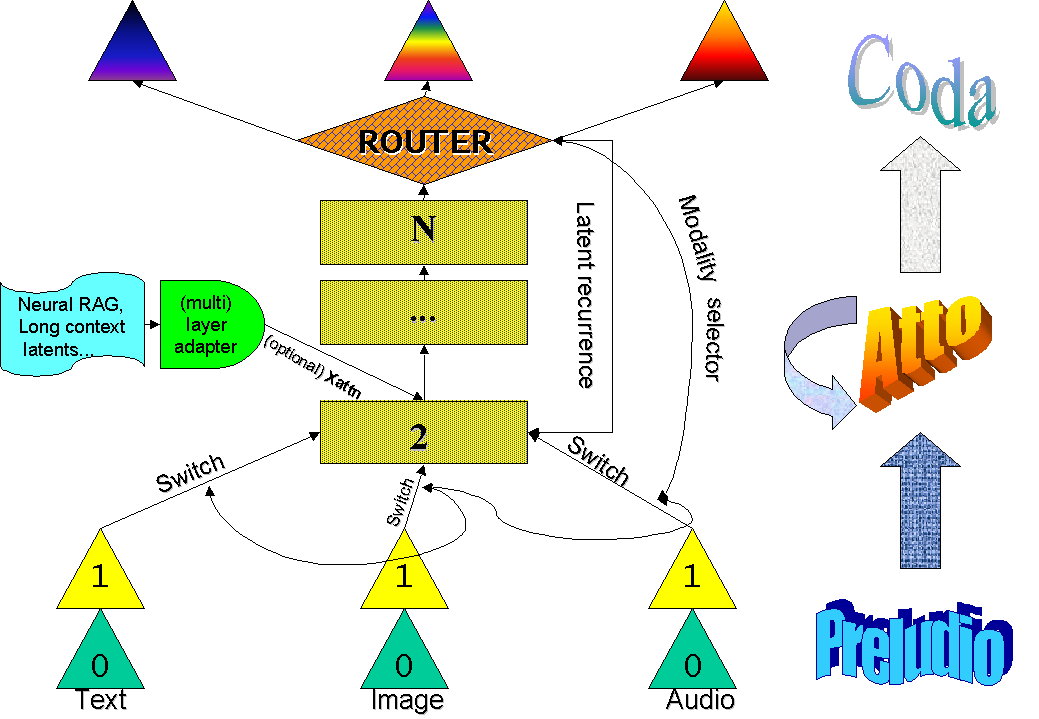 Coda
ROUTER
N
Latent recurrence
Modality selector
Neural RAG,
Long context
latents...
(multi)
layer
adapter
...
(optional) Xattn
Atto
2
Switch
Switch
Switch
1
1
1
0
0
0
Text
Image
Audio
Preludio